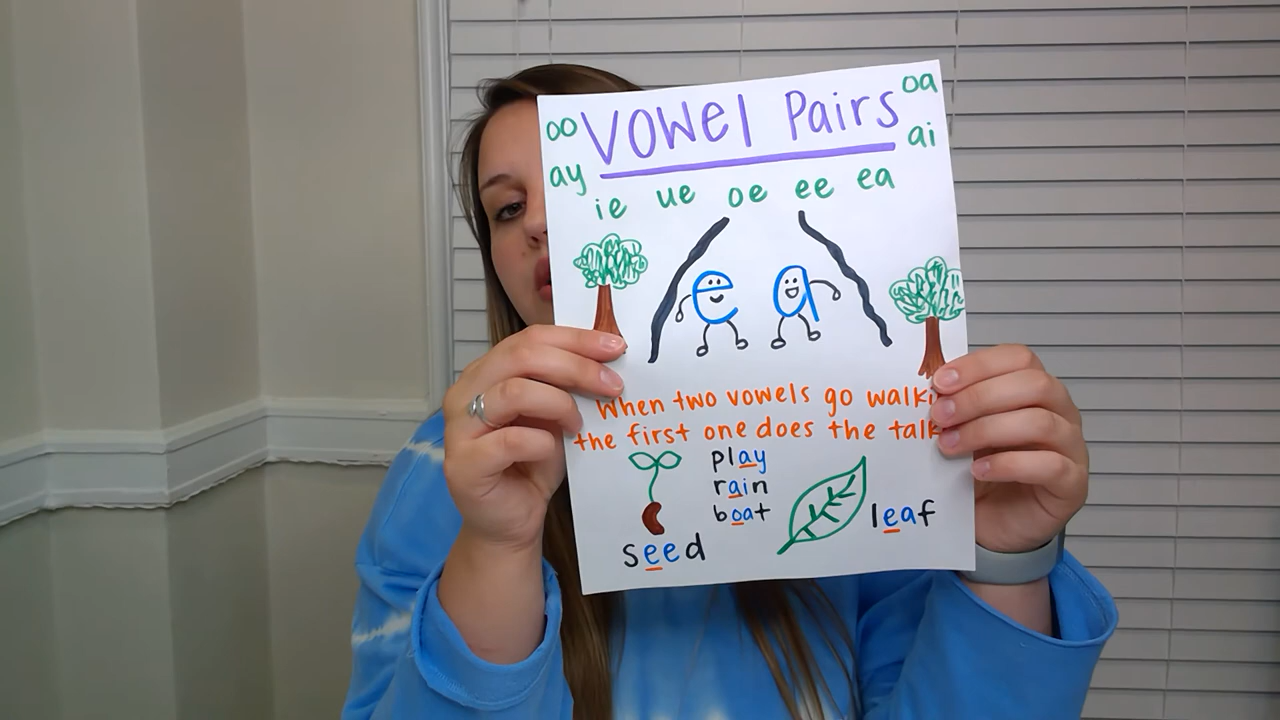 oo Vowel Pairs oa
ay ai
ie ue oe ee ea
e a
When two vowels go walki
the first one does the talk
play
rain
boat
seed
leaf